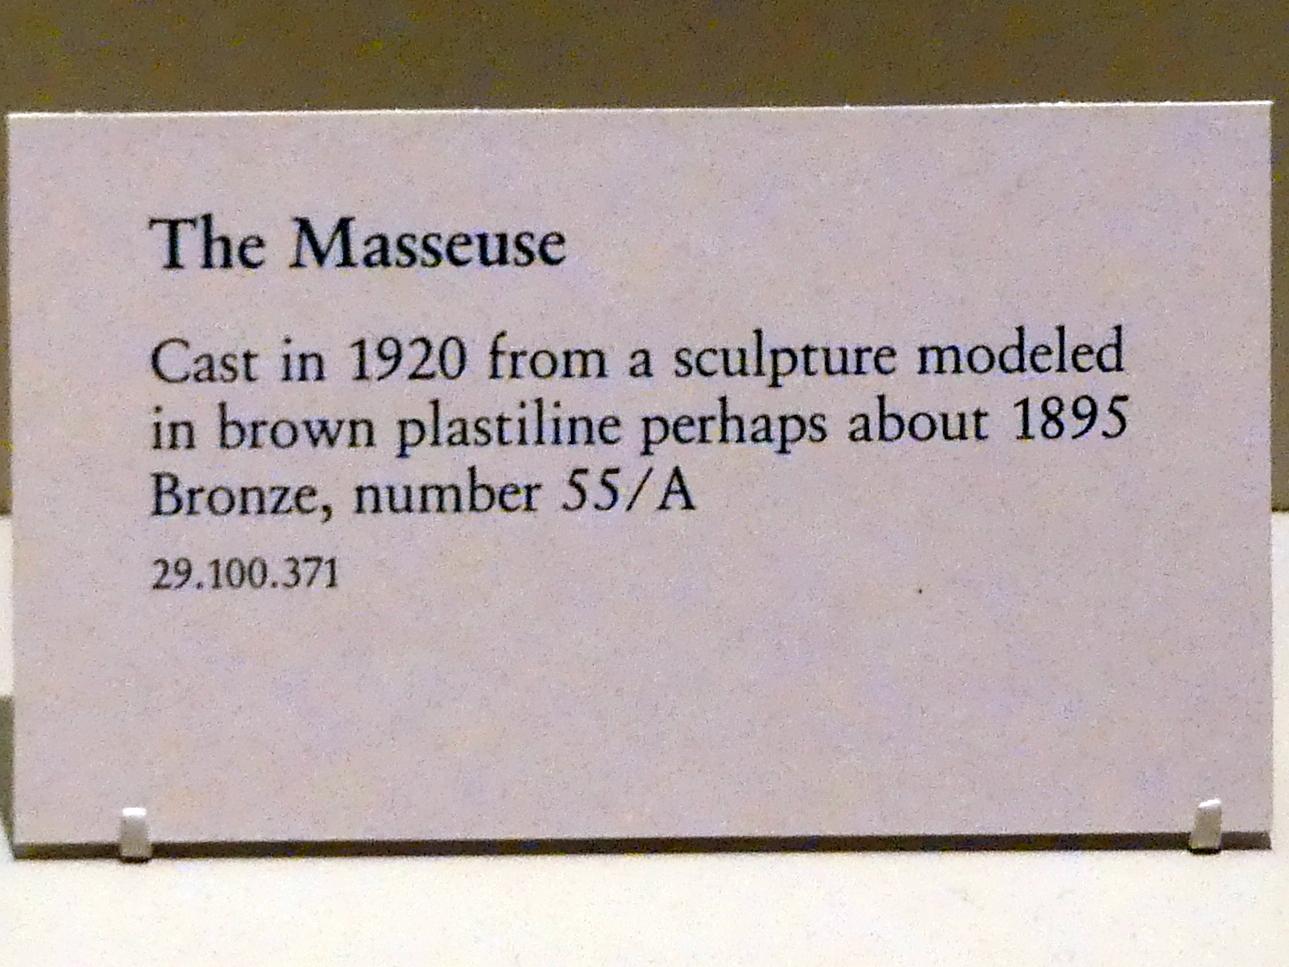 The Masseuse
Cast in 1920 from a sculpture modeled
in brown plastiline perhaps about 1895
Bronze, number 55/A
29.100.371